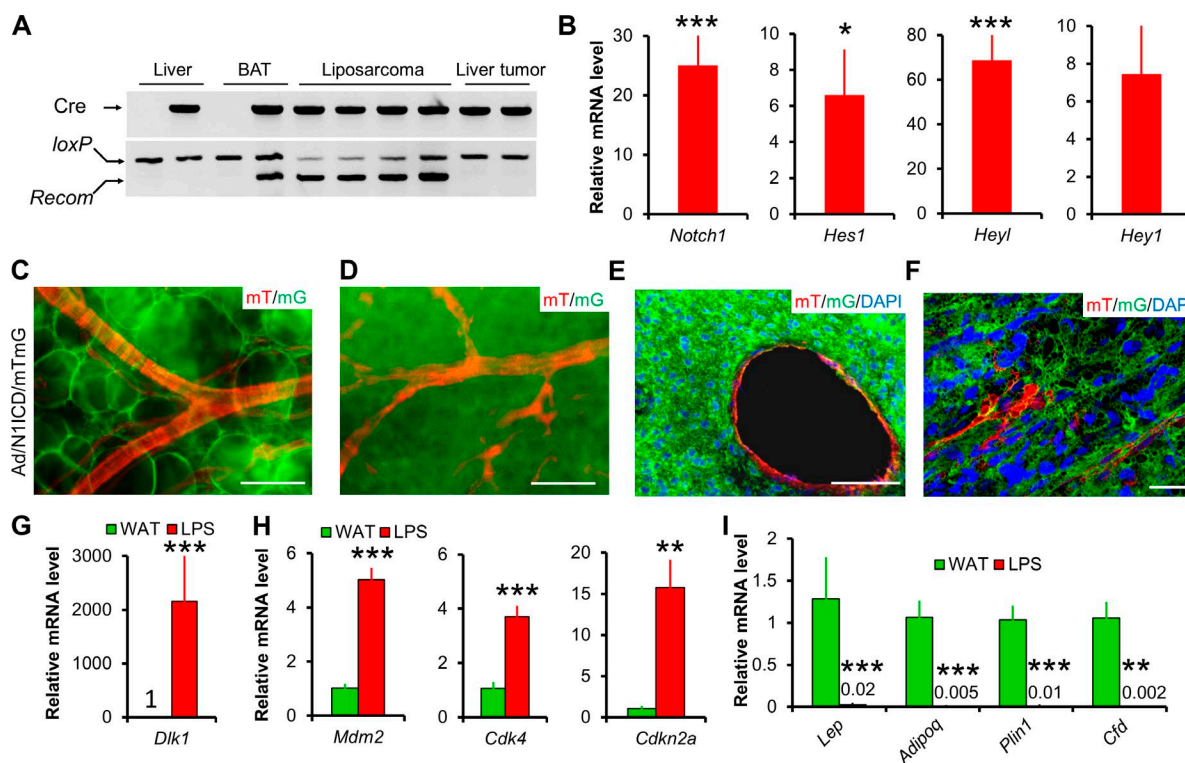 A
Liver BAT Liposarcoma Liver tumor
Cre
loxP
Recom
B
Relative mRNA level
30
20
10
0
Notch1
***
10
8
6
4
2
0
Hes1
*
80
60
40
20
0
Heyl
***
10
8
6
4
2
0
Hey1
C
mT/mG
Ad/N1ICD/mTmG
D
mT/mG
E
mT/mG/DAPI
F
mT/mG/DAPI
G
WAT LPS
Relative mRNA level
3000
2000
1000
0
1
***
Dlk1
H
WAT LPS
Relative mRNA level
6
4
2
0
***
Mdm2
6
4
2
0
***
Cdk4
20
15
10
5
0
**
Cdkn2a
I
WAT LPS
Relative mRNA level
2
1.5
1
0.5
0
*** *** *** **
0.02 0.005 0.01 0.002
Lep Adipoq Plin1 Cfd